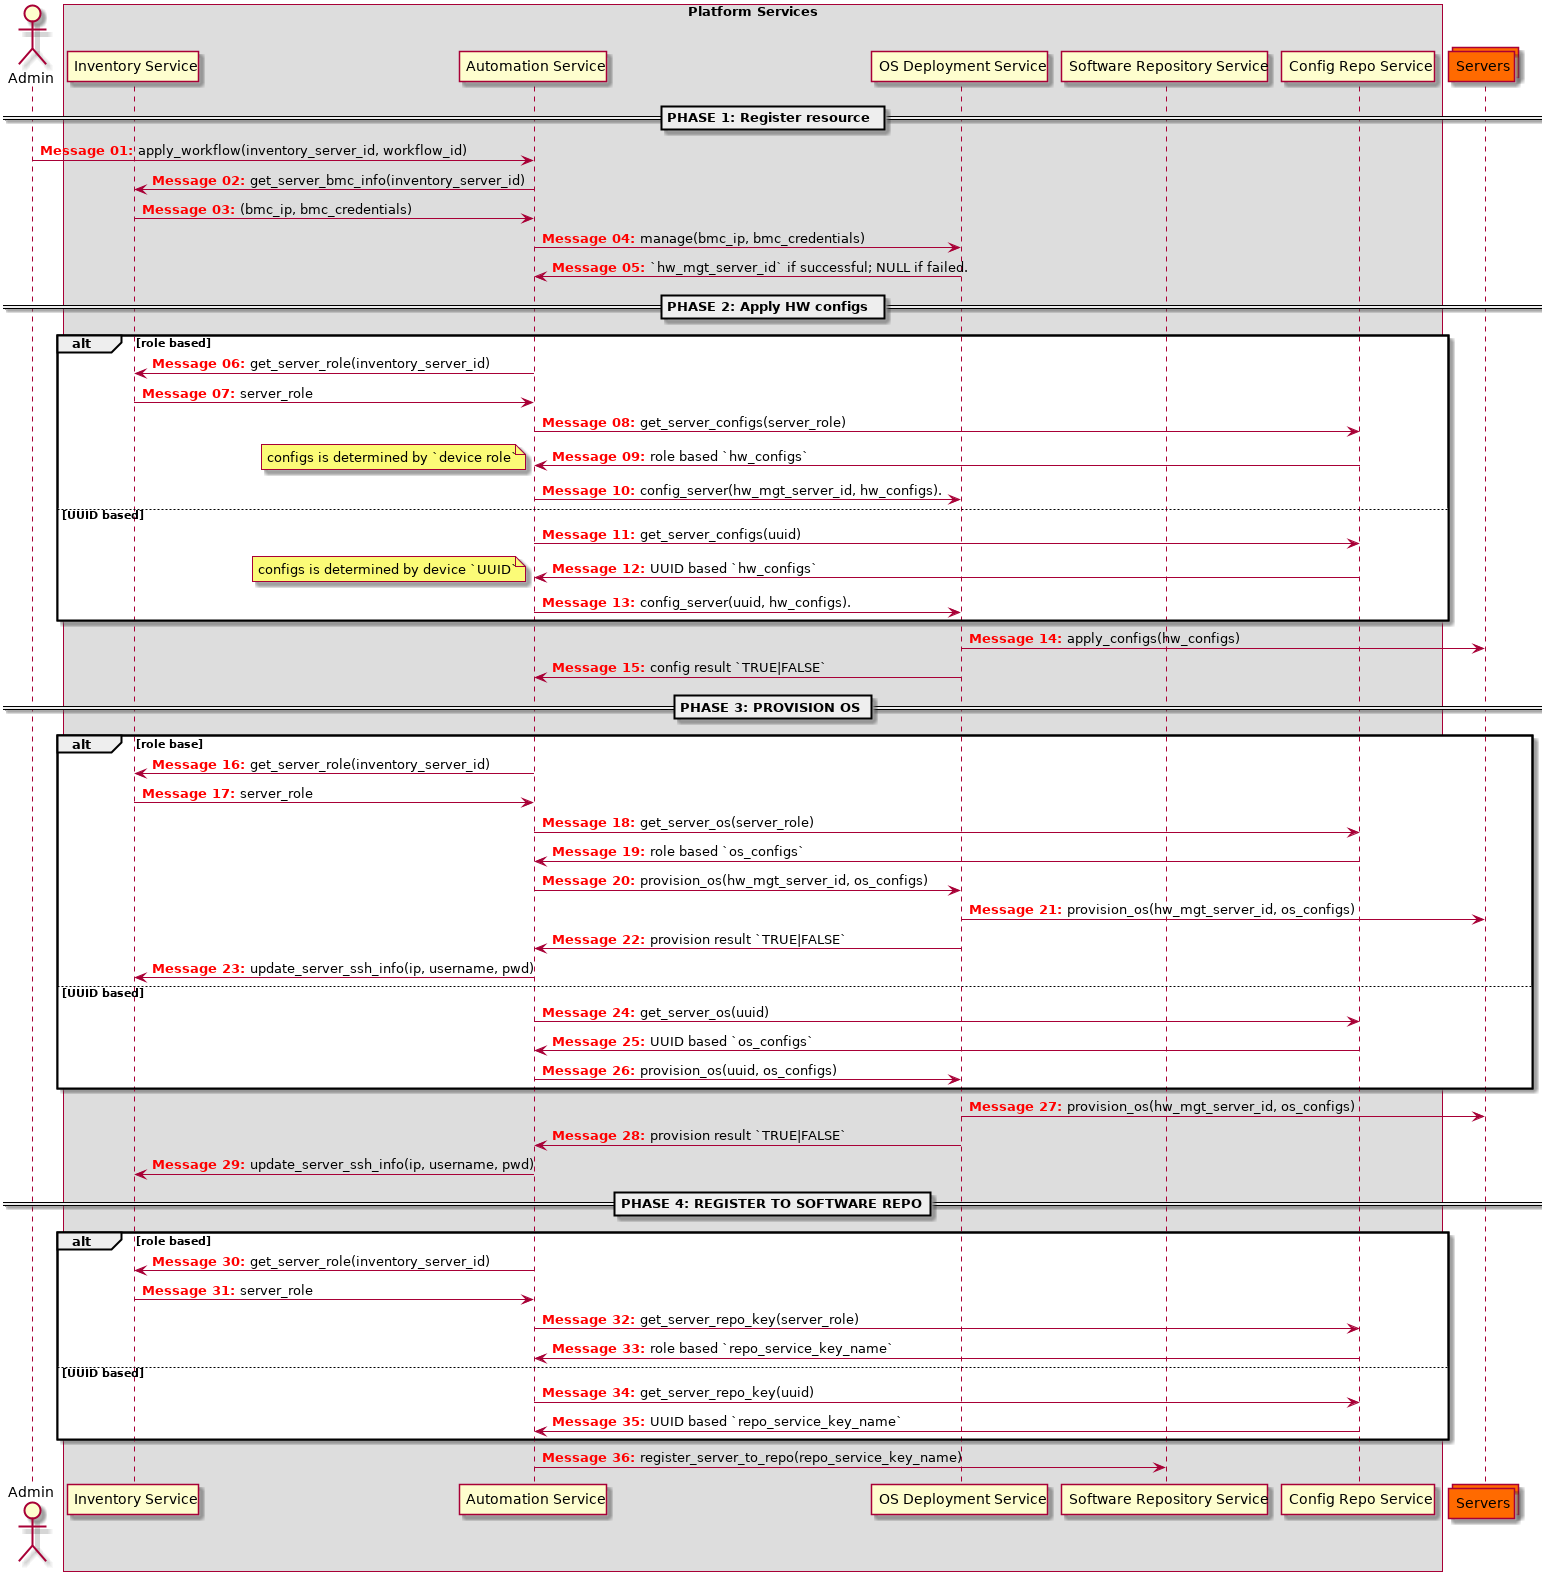 Platform Services
Admin
Inventory Service
Automation Service
OS Deployment Service
Software Repository Service
Config Repo Service
Servers
PHASE 1: Register resource
Message 01: apply_workflow(inventory_server_id, workflow_id)
Message 02: get_server_bmc_info(inventory_server_id)
Message 03: (bmc_ip, bmc_credentials)
Message 04: manage(bmc_ip, bmc_credentials)
Message 05: `hw_mgt_server_id` if successful; NULL if failed.
PHASE 2: Apply HW configs
alt [role based]
Message 06: get_server_role(inventory_server_id)
Message 07: server_role
Message 08: get_server_configs(server_role)
configs is determined by `device role`
Message 09: role based `hw_configs`
Message 10: config_server(hw_mgt_server_id, hw_configs).
[UUID based]
Message 11: get_server_configs(uuid)
configs is determined by device `UUID`
Message 12: UUID based `hw_configs`
Message 13: config_server(uuid, hw_configs).
Message 14: apply_configs(hw_configs)
Message 15: config result `TRUE|FALSE`
PHASE 3: PROVISION OS
alt [role base]
Message 16: get_server_role(inventory_server_id)
Message 17: server_role
Message 18: get_server_os(server_role)
Message 19: role based `os_configs`
Message 20: provision_os(hw_mgt_server_id, os_configs)
Message 21: provision_os(hw_mgt_server_id, os_configs)
Message 22: provision result `TRUE|FALSE`
Message 23: update_server_ssh_info(ip, username, pwd)
[UUID based]
Message 24: get_server_os(uuid)
Message 25: UUID based `os_configs`
Message 26: provision_os(uuid, os_configs)
Message 27: provision_os(hw_mgt_server_id, os_configs)
Message 28: provision result `TRUE|FALSE`
Message 29: update_server_ssh_info(ip, username, pwd)
PHASE 4: REGISTER TO SOFTWARE REPO
alt [role based]
Message 30: get_server_role(inventory_server_id)
Message 31: server_role
Message 32: get_server_repo_key(server_role)
Message 33: role based `repo_service_key_name`
[UUID based]
Message 34: get_server_repo_key(uuid)
Message 35: UUID based `repo_service_key_name`
Message 36: register_server_to_repo(repo_service_key_name)
Admin
Inventory Service
Automation Service
OS Deployment Service
Software Repository Service
Config Repo Service
Servers